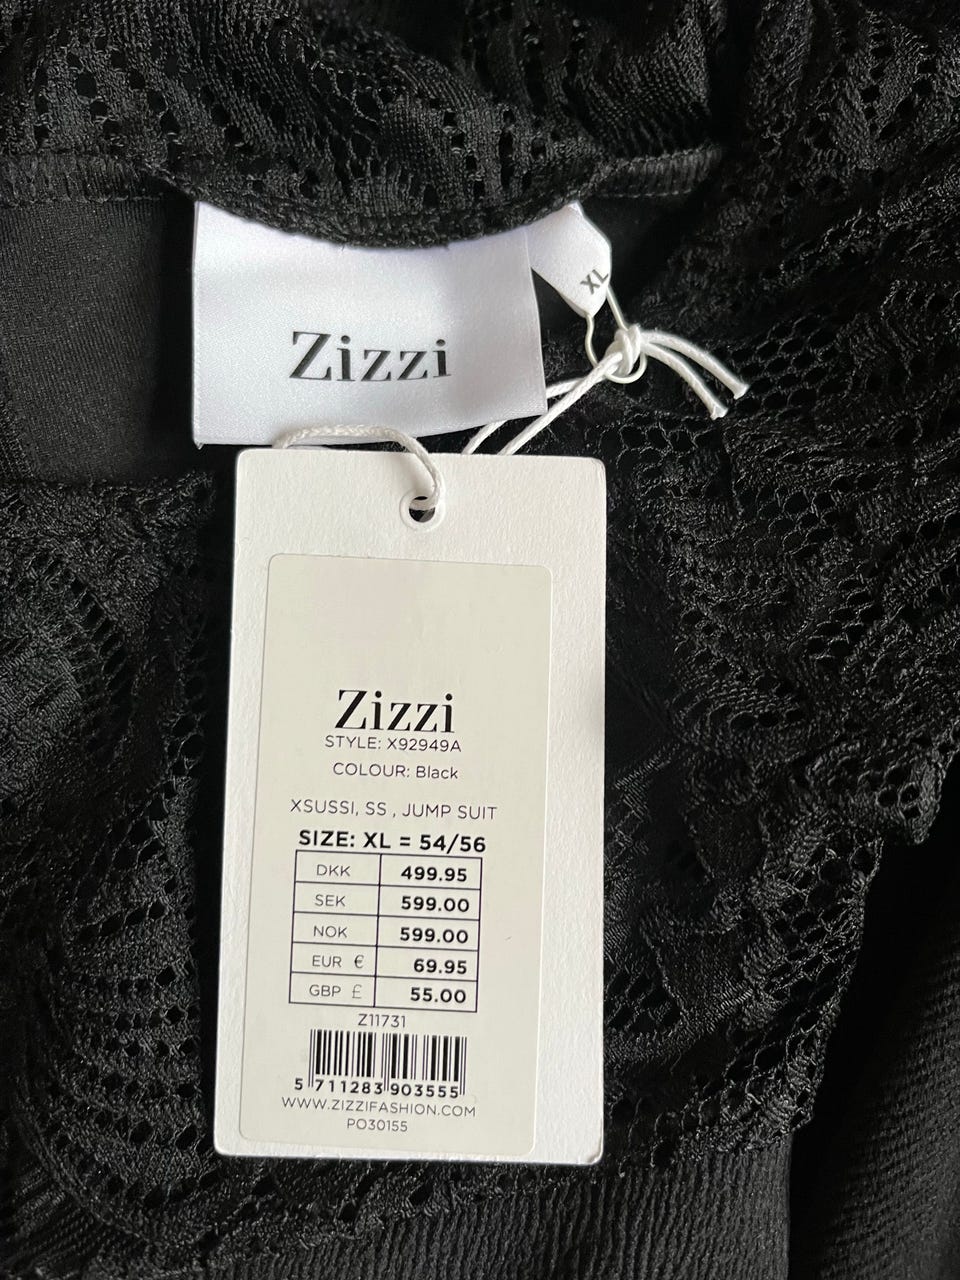 XL
Zizzi
Zizzi
STYLE: X92949A
COLOUR: Black
XSUSSI, SS , JUMP SUIT
SIZE: XL = 54/56
DKK 499.95
SEK 599.00
NOK 599.00
EUR € 69.95
GBP £ 55.00
Z11731
5 711283 903555
WWW.ZIZZIFASHION.COM
PO30155